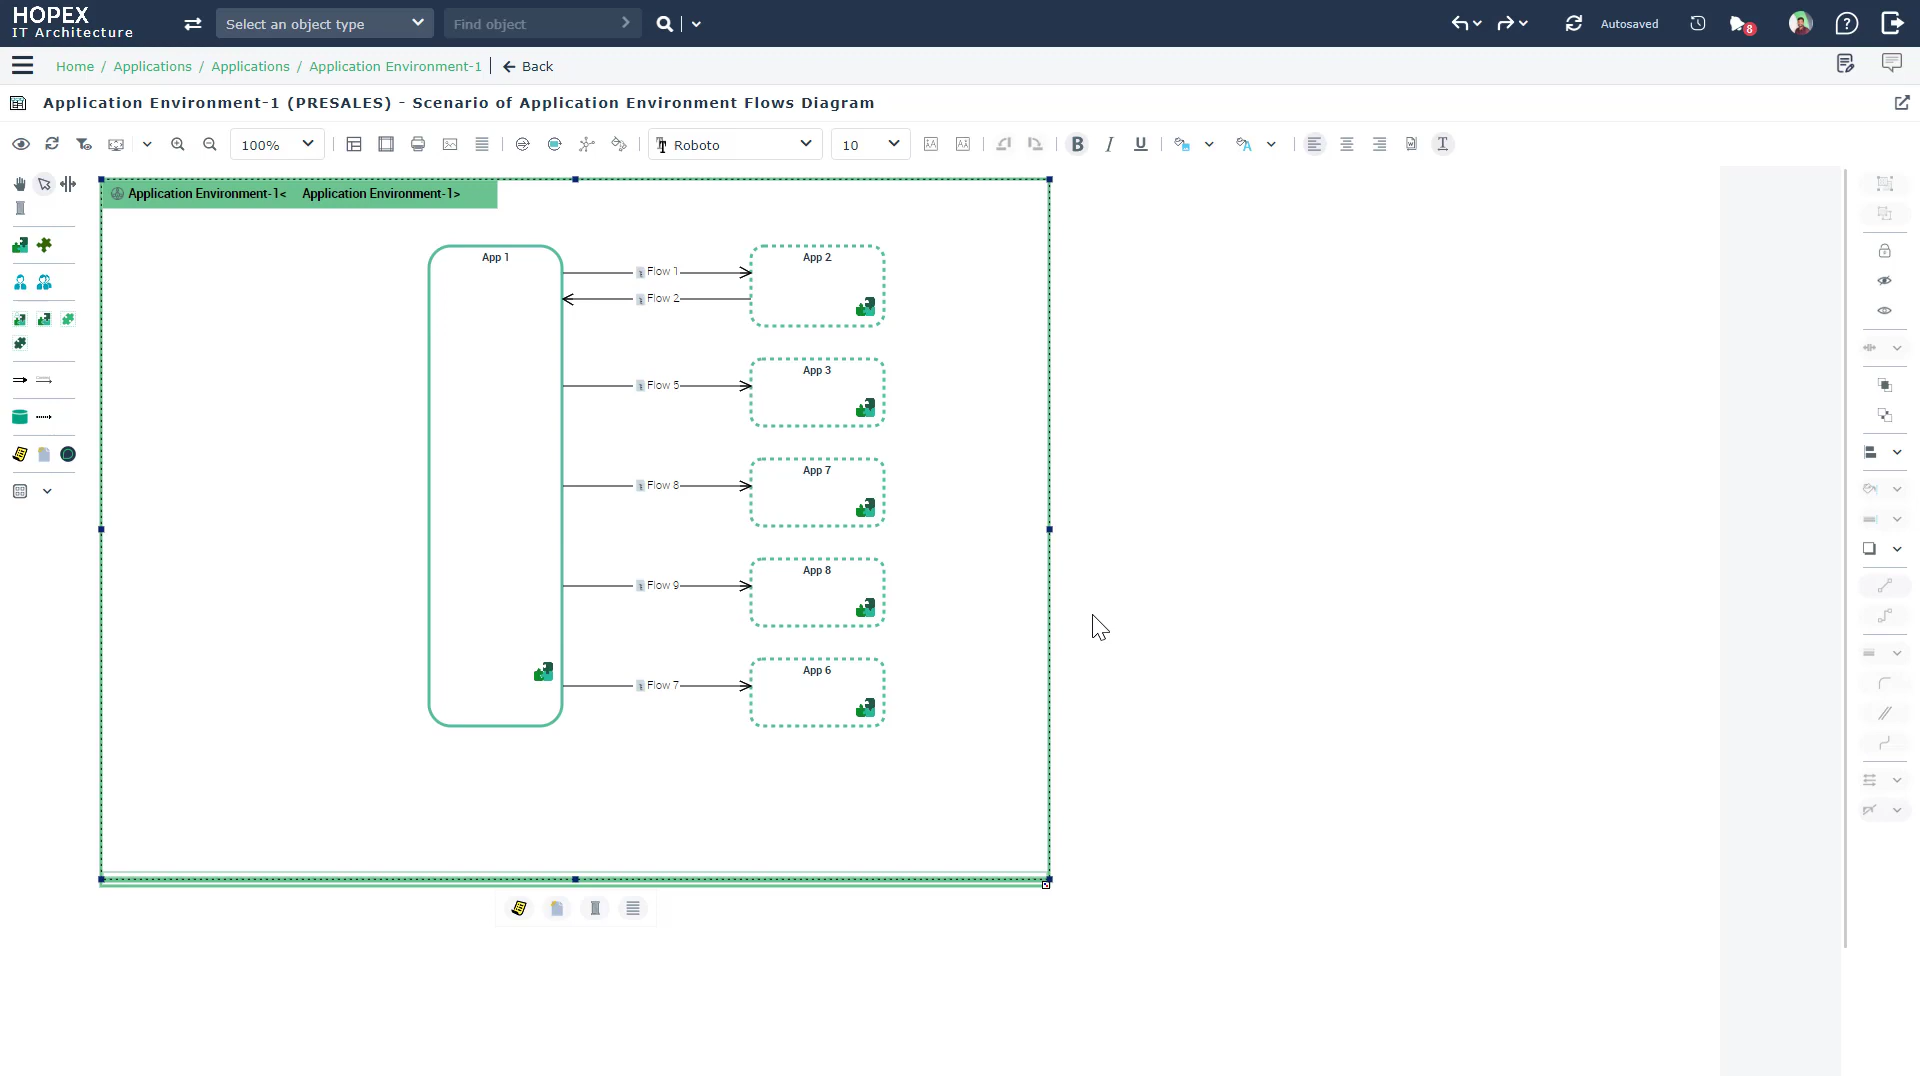 HOPEX
IT Architecture
Select an object type
Find object
Autosaved
8
Home / Applications / Applications / Application Environment-1
Back
Application Environment-1 (PRESALES) - Scenario of Application Environment Flows Diagram
100%
Roboto
10
B I U
Application Environment-1< Application Environment-1>
App 1
App 2
Flow 1
Flow 2
App 3
Flow 5
App 7
Flow 8
App 8
Flow 9
App 6
Flow 7